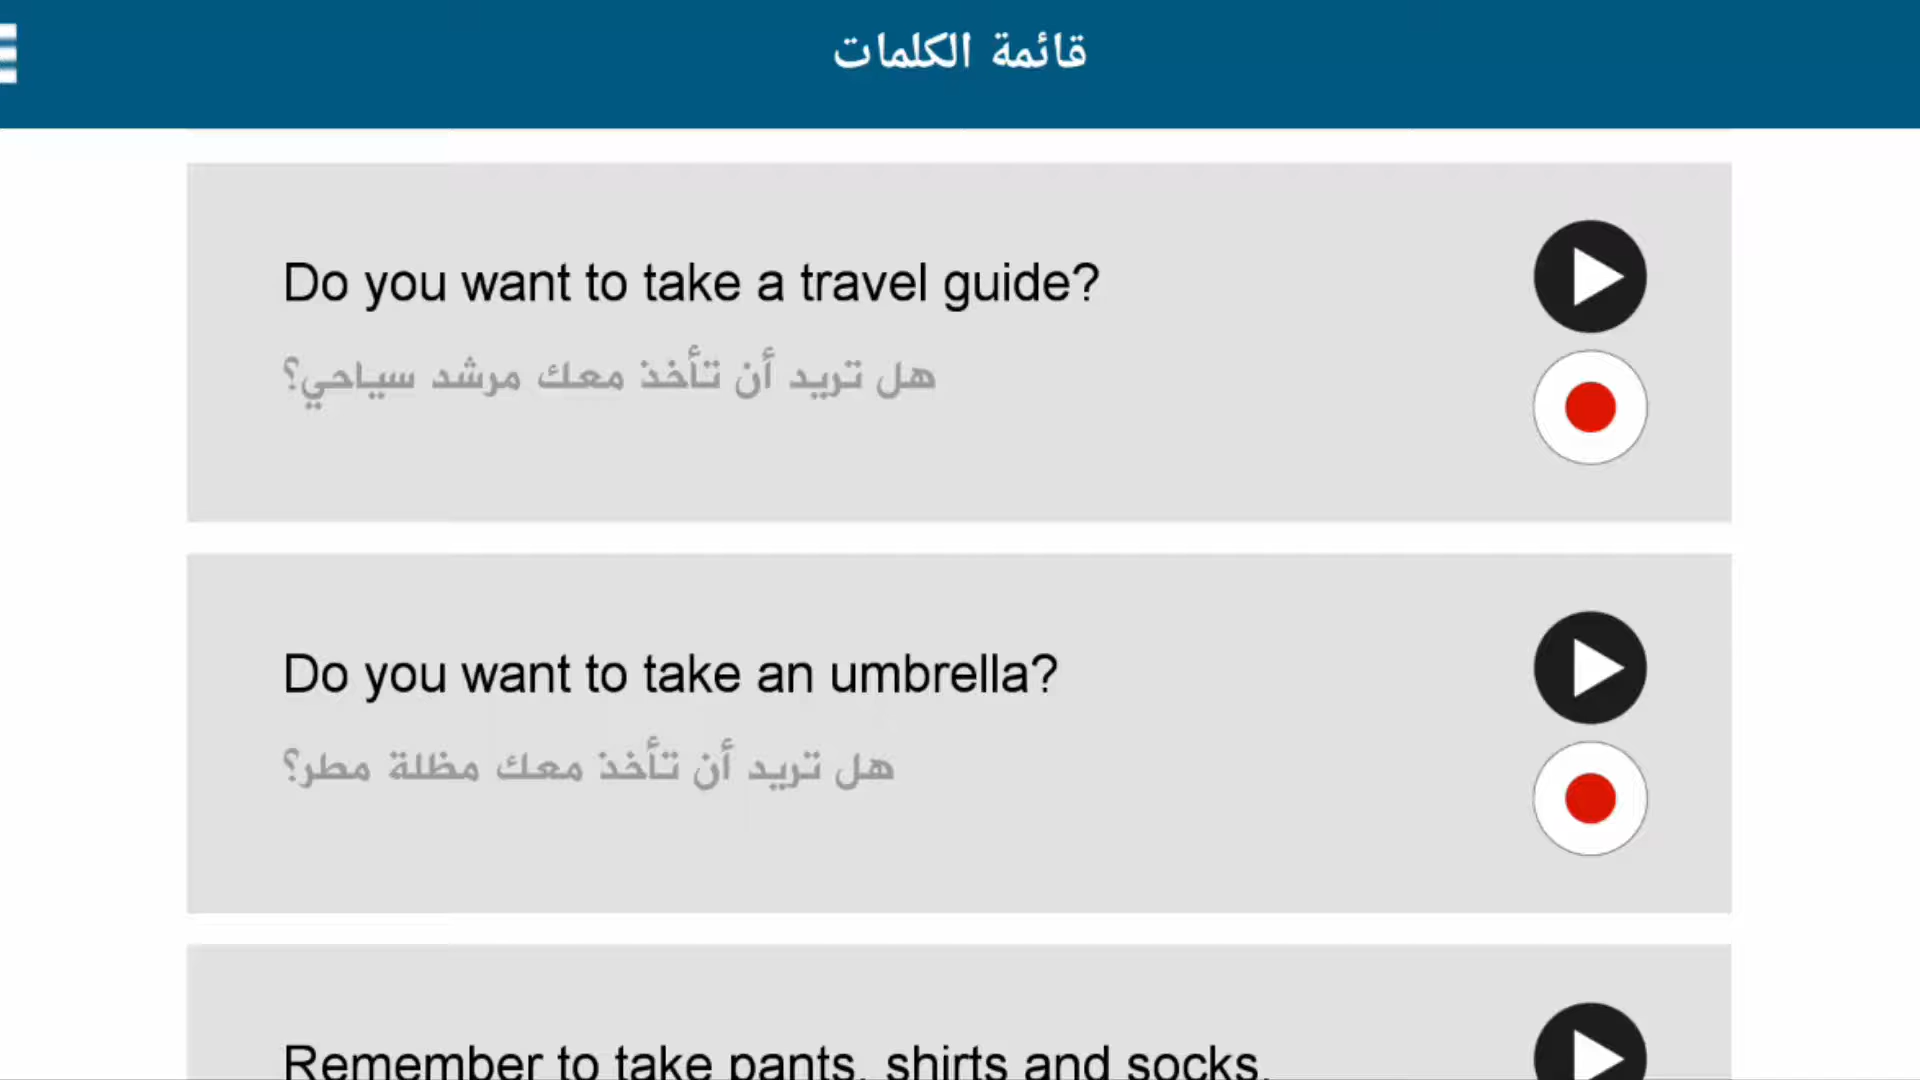 قائمة الكلمات
Do you want to take a travel guide?
هل تريد أن تأخذ معك مرشد سياحي؟
Do you want to take an umbrella?
هل تريد أن تأخذ معك مظلة مطر؟
Remember to take pants, shirts and socks.